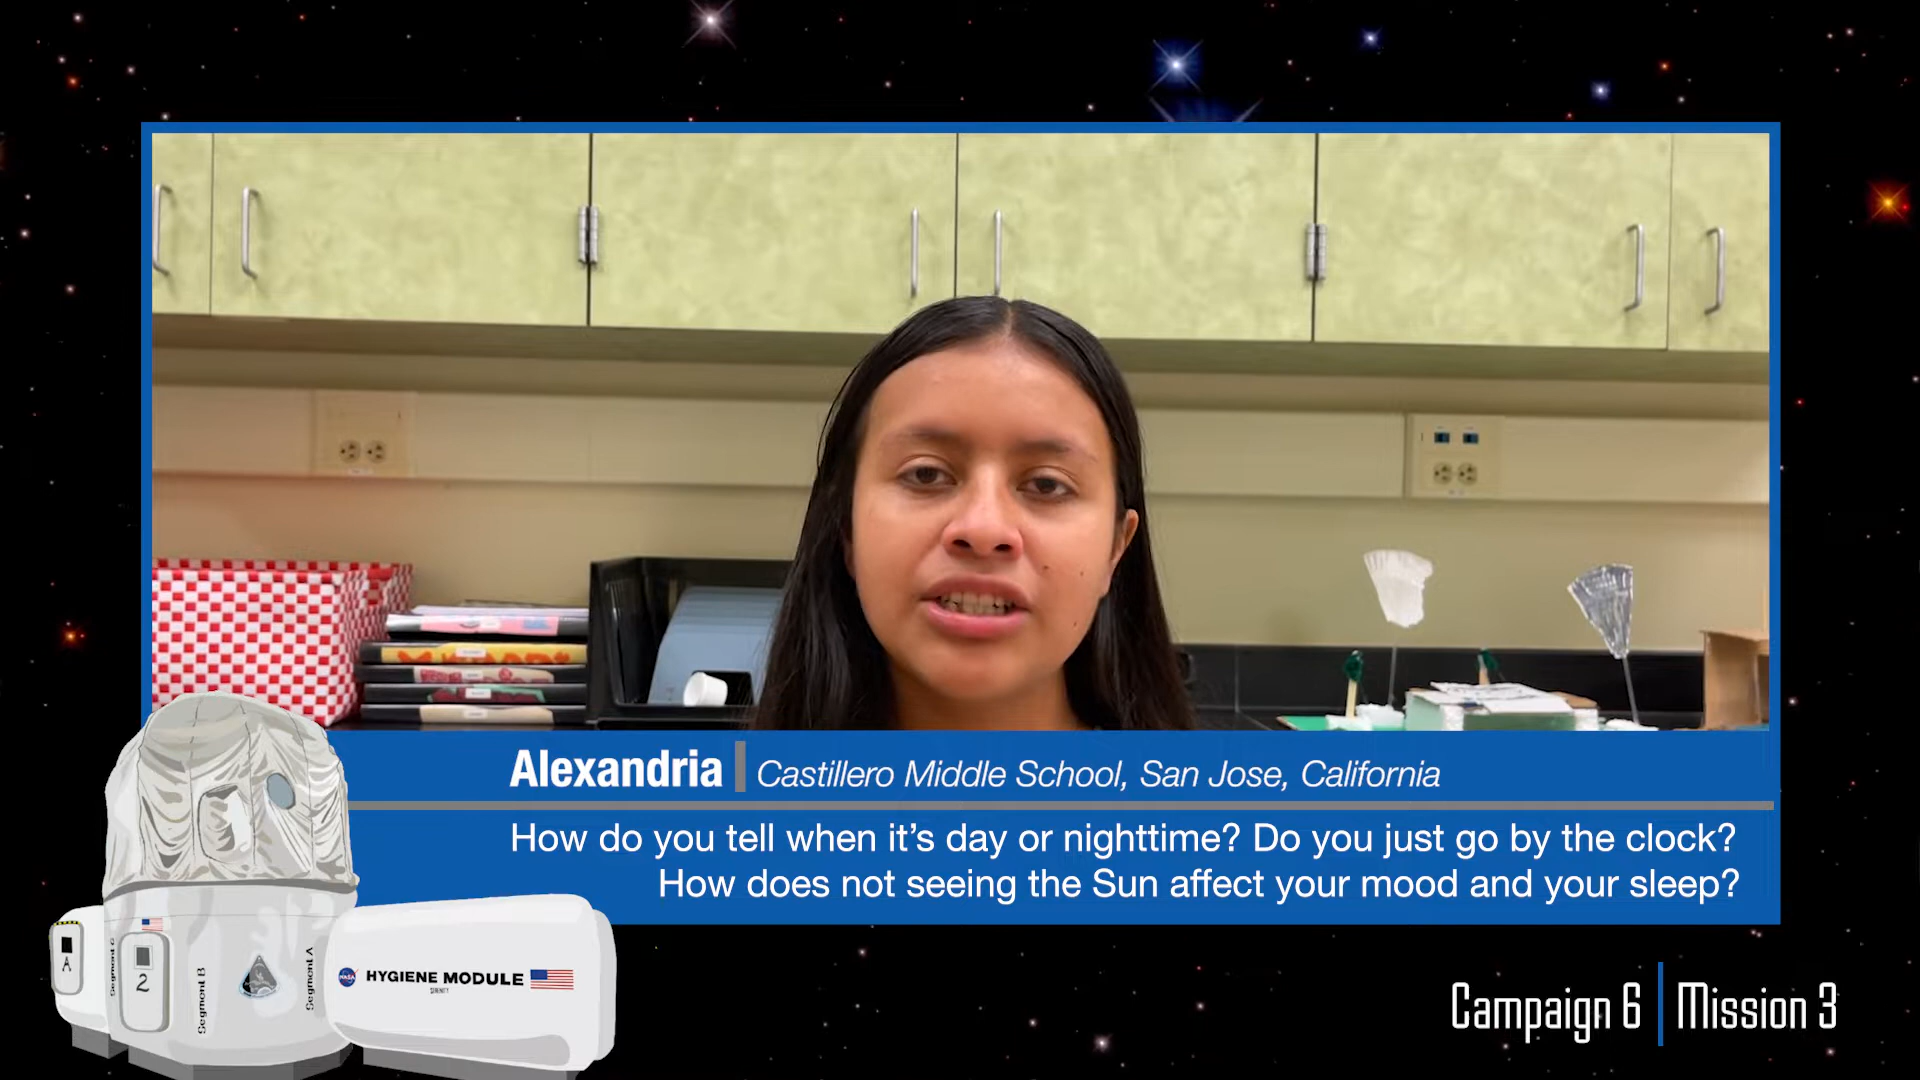 Alexandria
Castillero Middle School, San Jose, California
How do you tell when it's day or nighttime? Do you just go by the clock?
How does not seeing the Sun affect your mood and your sleep?
A
Segment C
2
Segment B
Segment A
NASA
HYGIENE MODULE
Campaign 6
Mission 3